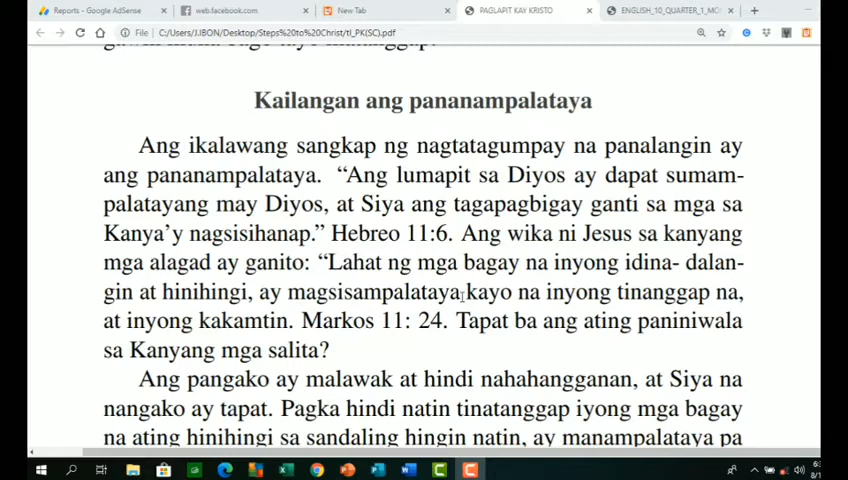 Reports - Google AdSense
web.facebook.com
New Tab
PAGLAPIT KAY KRISTO
ENGLISH_10_QUARTER_1_MO
File
C:/Users/JJBON/Desktop/Steps%20to%20Christ/tl_PK(SC).pdf
Kailangan ang pananampalataya
Ang ikalawang sangkap ng nagtatagumpay na panalangin ay
ang pananampalataya. “Ang lumapit sa Diyos ay dapat sumam-
palatayang may Diyos, at Siya ang tagapagbigay ganti sa mga sa
Kanya’y nagsisihanap.” Hebreo 11:6. Ang wika ni Jesus sa kanyang
mga alagad ay ganito: “Lahat ng mga bagay na inyong idina- dalan-
gin at hinihingi, ay magsisampalataya kayo na inyong tinanggap na,
at inyong kakamtin. Markos 11: 24. Tapat ba ang ating paniniwala
sa Kanyang mga salita?
Ang pangako ay malawak at hindi nahahangganan, at Siya na
nangako ay tapat. Pagka hindi natin tinatanggap iyong mga bagay
na ating hinihingi sa sandaling hingin natin, ay manampalataya pa